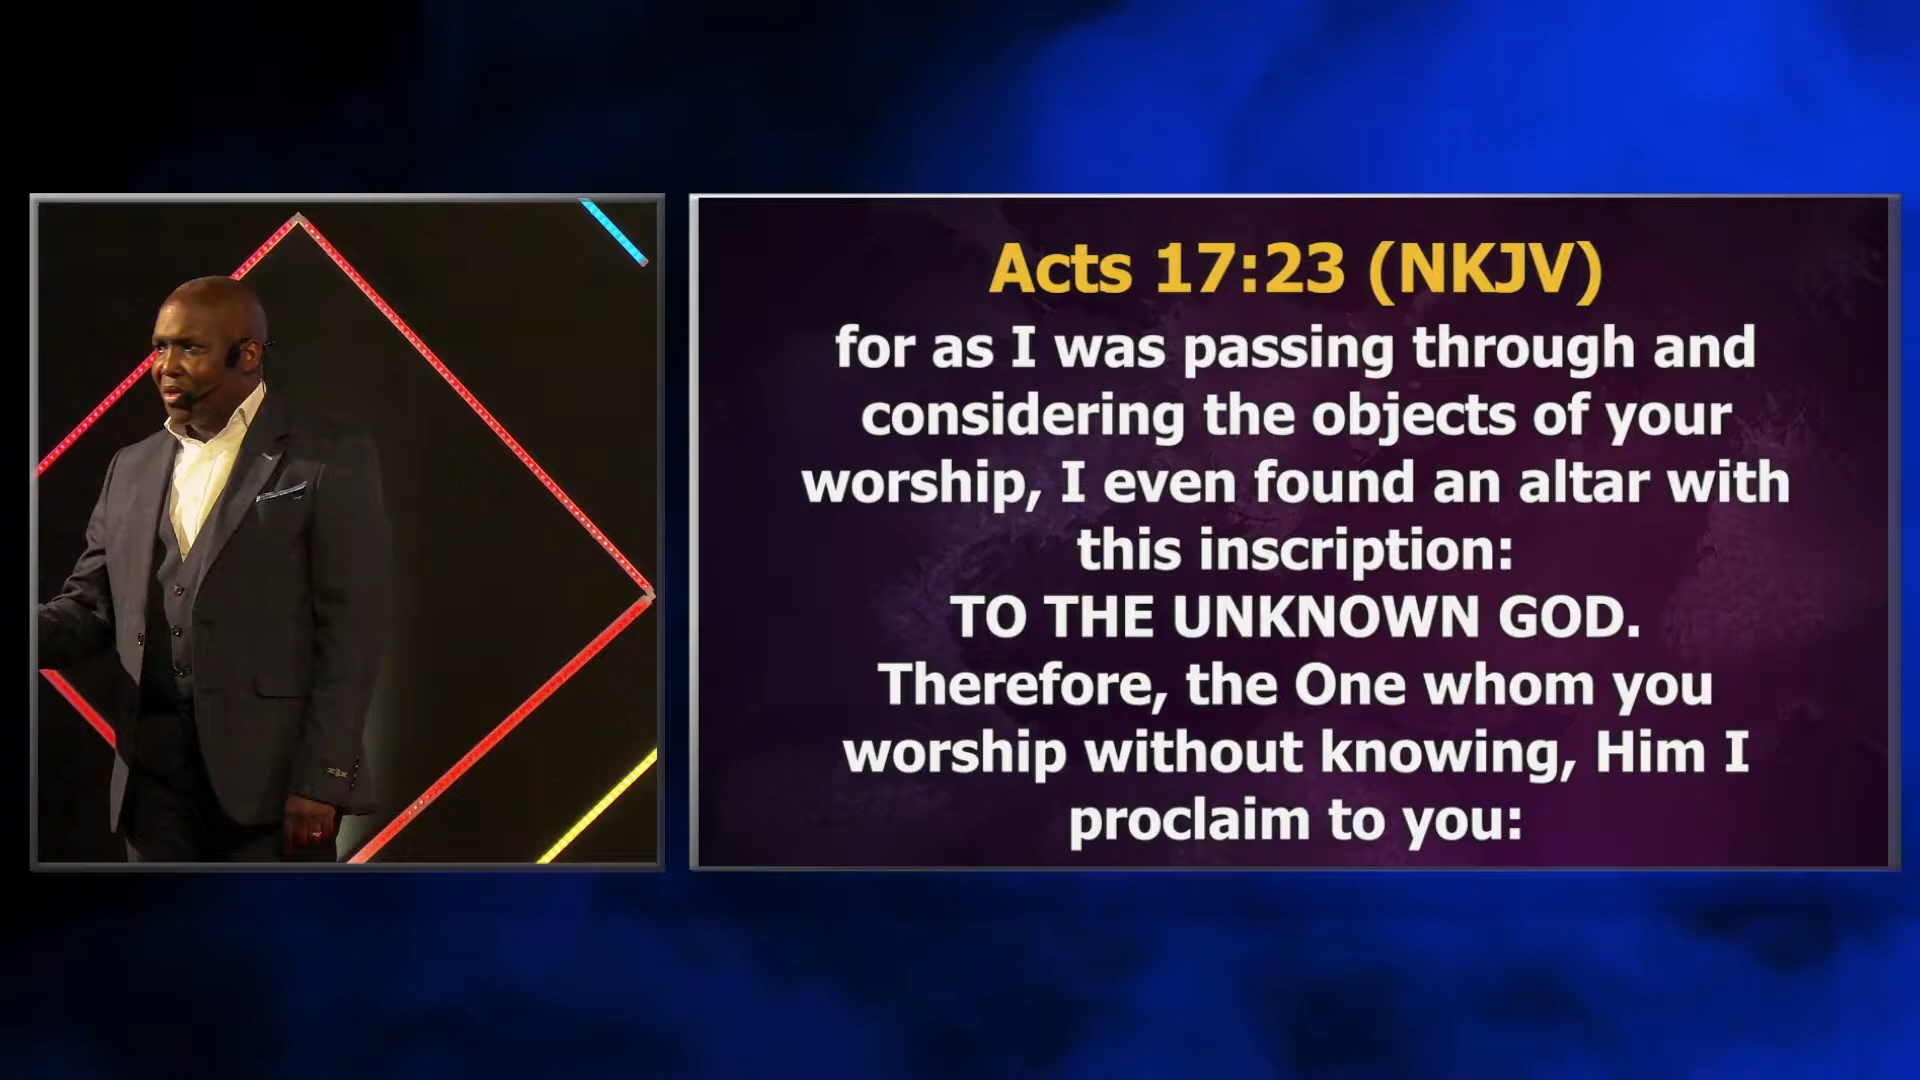 Acts 17:23 (NKJV)
for as I was passing through and
considering the objects of your
worship, I even found an altar with
this inscription:
TO THE UNKNOWN GOD.
Therefore, the One whom you
worship without knowing, Him I
proclaim to you: